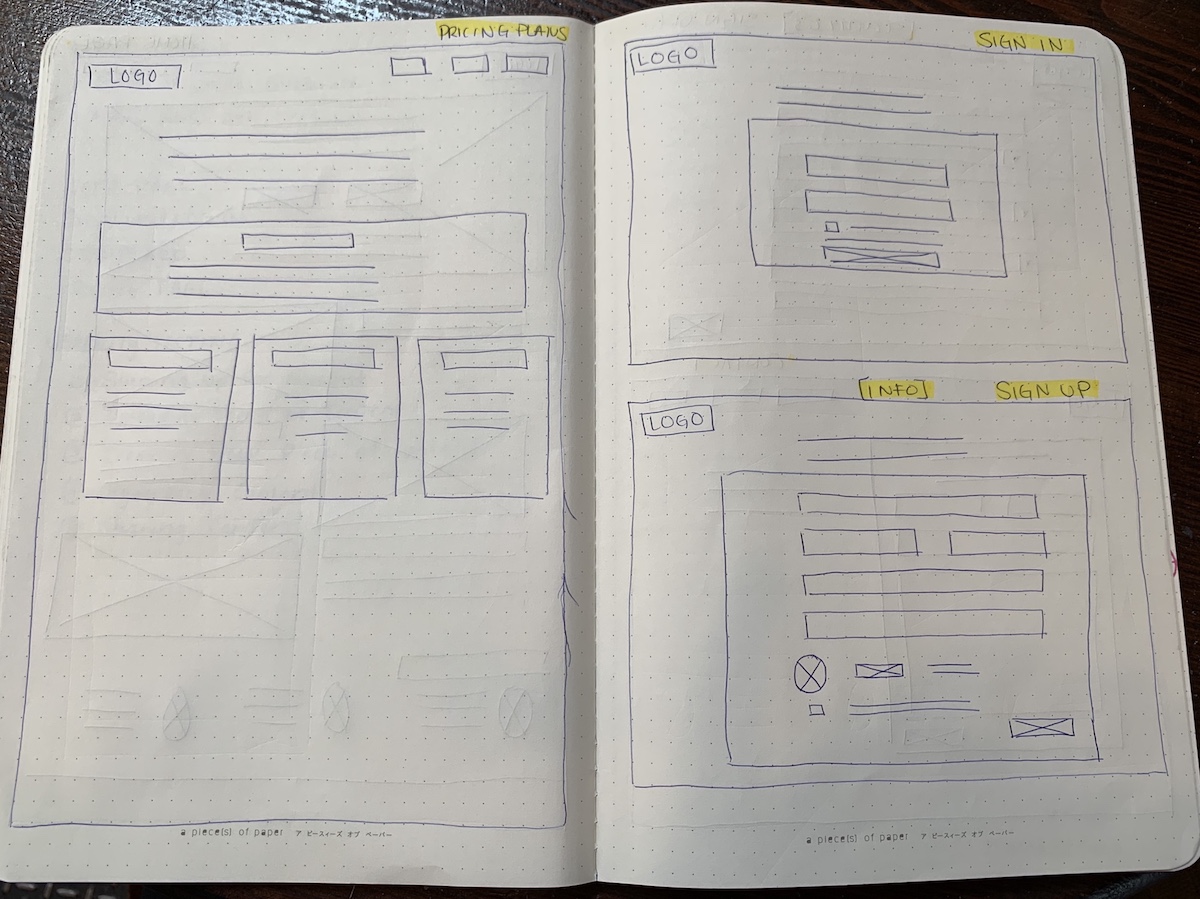 PRICING PLANS
LOGO
a piece(s) of paper ア ピースィーズ オブ ペーパー
SIGN IN
LOGO
[INFO] SIGN UP
LOGO
a piece(s) of paper ア ピースィーズ オブ ペーパー